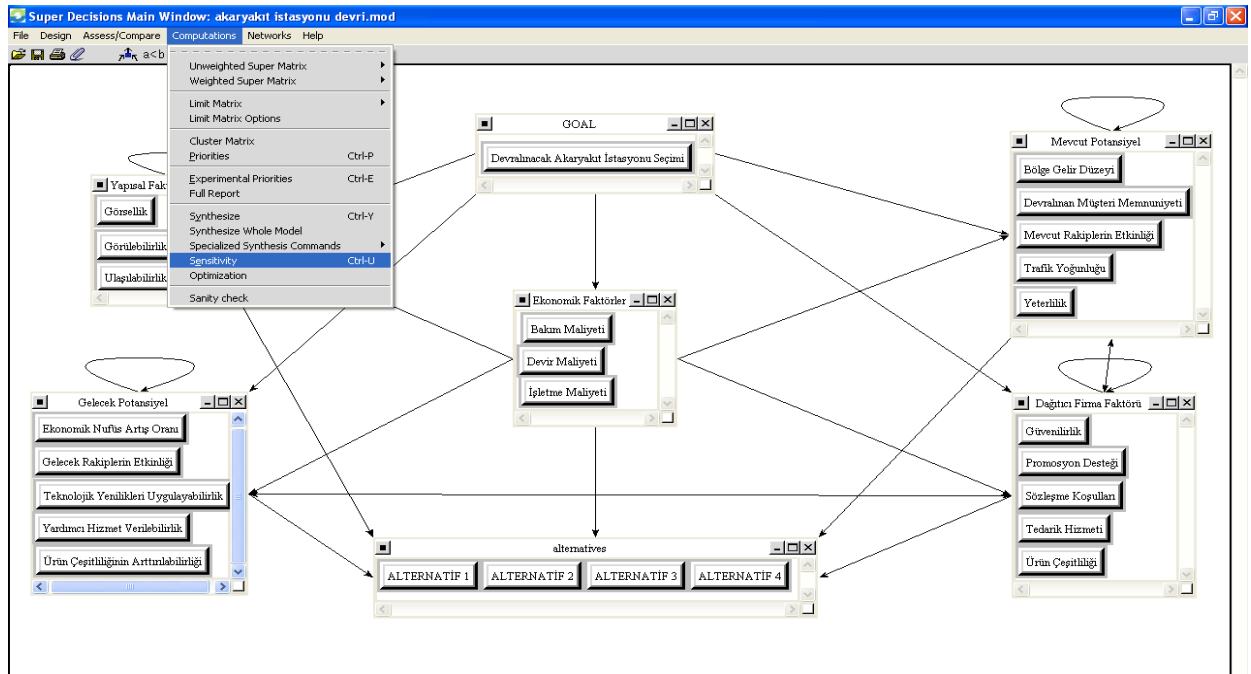 Super Decisions Main Window: akaryakıt istasyonu devri.mod
File Design Assess/Compare Computations Networks Help
a<b
Unweighted Super Matrix
Weighted Super Matrix
Limit Matrix
Limit Matrix Options
Cluster Matrix
Priorities Ctrl-P
Experimental Priorities Ctrl-E
Full Report
Synthesize Ctrl-Y
Synthesize Whole Model
Specialized Synthesis Commands
Sensitivity Ctrl-U
Optimization
Sanity check
GOAL
Devralınacak Akaryakıt İstasyonu Seçimi
Mevcut Potansiyel
Bölge Gelir Düzeyi
Devralınan Müşteri Memnuniyeti
Mevcut Rakiplerin Etkinliği
Trafik Yoğunluğu
Yeterlilik
Yapısal Fak
Görsellik
Görülebilirlik
Ulaşılabilirlik
Ekonomik Faktörler
Bakım Maliyeti
Devir Maliyeti
İşletme Maliyeti
Gelecek Potansiyel
Ekonomik Nufüs Artış Oranı
Gelecek Rakiplerin Etkinliği
Teknolojik Yenilikleri Uygulayabilirlik
Yardımcı Hizmet Verilebilirlik
Ürün Çeşitliliğinin Arttırılabilirliği
Dağıtıcı Firma Faktörü
Güvenilirlik
Promosyon Desteği
Sözleşme Koşulları
Tedarik Hizmeti
Ürün Çeşitliliği
alternatives
ALTERNATİF 1 ALTERNATİF 2 ALTERNATİF 3 ALTERNATİF 4